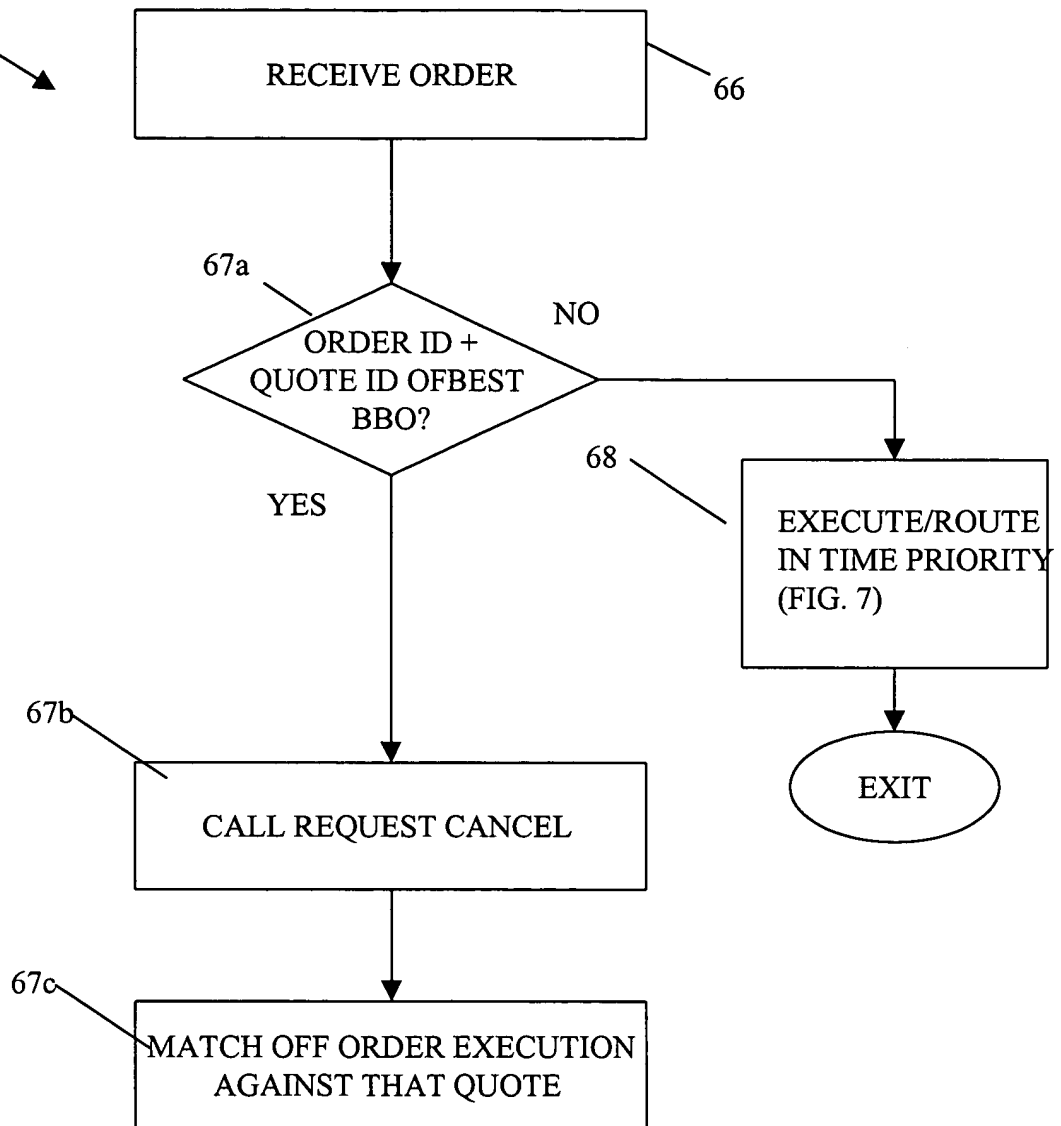 RECEIVE ORDER
66
67a
NO
ORDER ID +
QUOTE ID OFBEST
BBO?
68
YES
EXECUTE/ROUTE
IN TIME PRIORITY
(FIG. 7)
67b
EXIT
CALL REQUEST CANCEL
67c
MATCH OFF ORDER EXECUTION
AGAINST THAT QUOTE